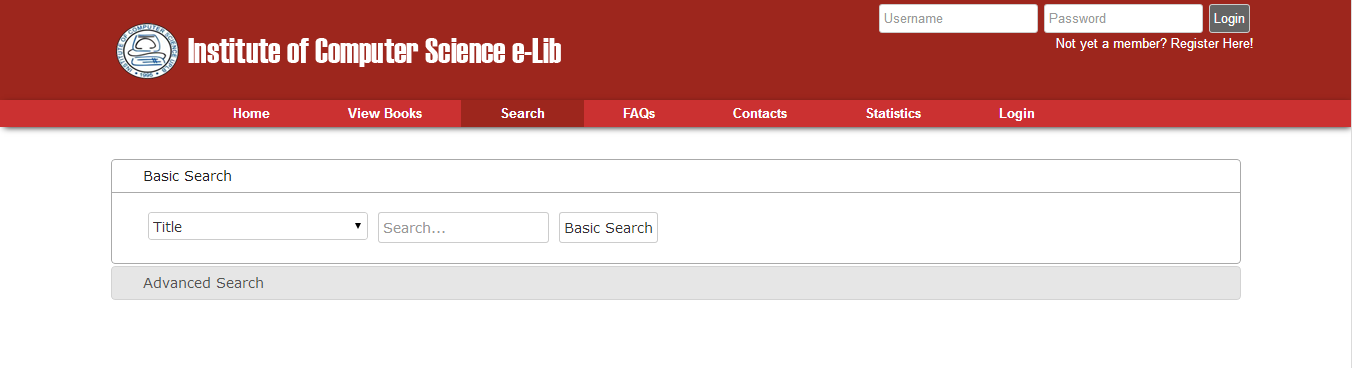 Username
Password
Login
Not yet a member? Register Here!
INSTITUTE OF COMPUTER SCIENCE
1995
Institute of Computer Science e-Lib
Home
View Books
Search
FAQs
Contacts
Statistics
Login
Basic Search
Title
Search...
Basic Search
Advanced Search